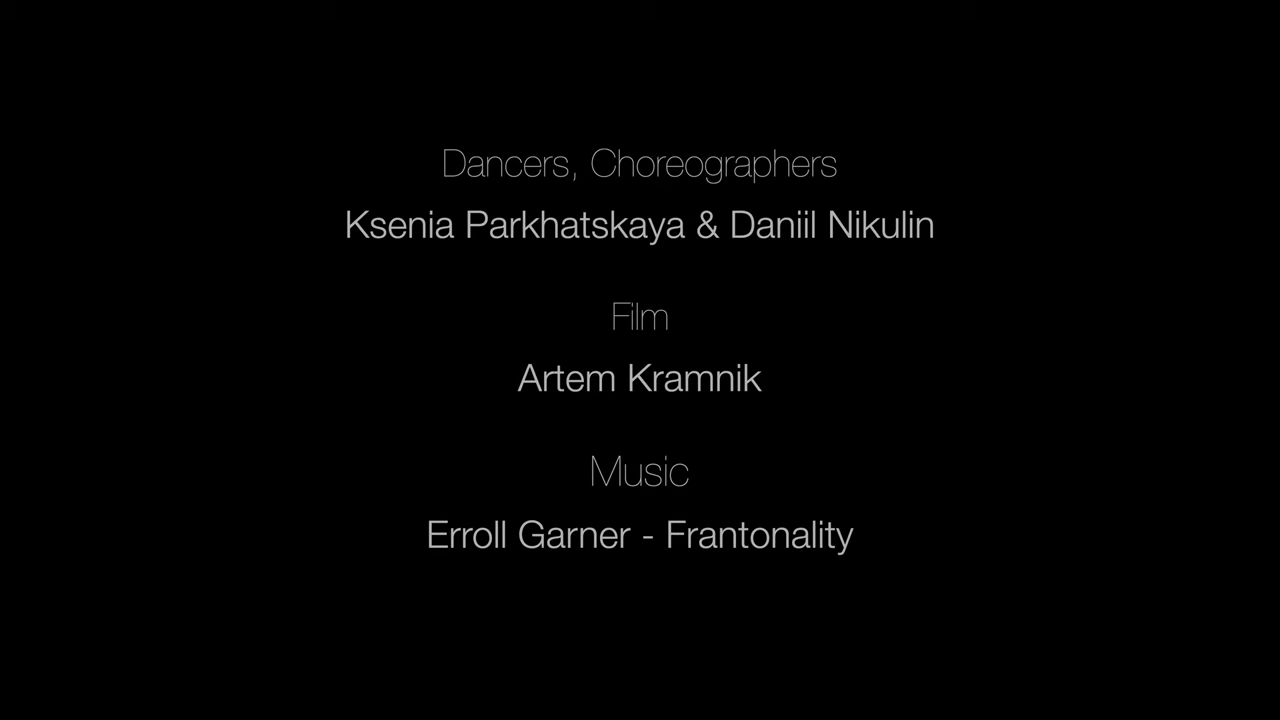 Dancers, Choreographers
Ksenia Parkhatskaya & Daniil Nikulin
Film
Artem Kramnik
Music
Erroll Garner - Frantonality